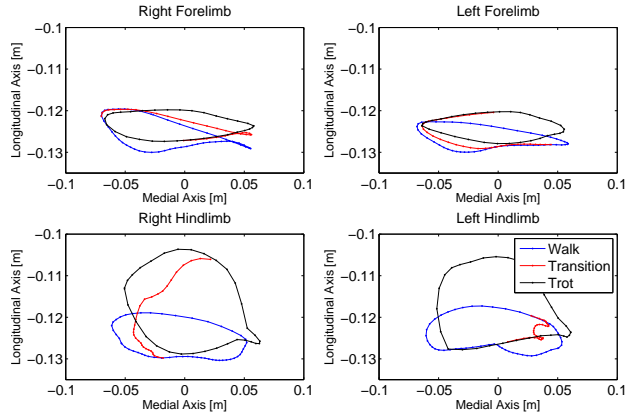 Right Forelimb
Left Forelimb
Longitudinal Axis [m]
−0.1
−0.11
−0.12
−0.13
−0.1 −0.05 0 0.05 0.1
Medial Axis [m]
Longitudinal Axis [m]
−0.1
−0.11
−0.12
−0.13
−0.1 −0.05 0 0.05 0.1
Medial Axis [m]
Right Hindlimb
Left Hindlimb
Longitudinal Axis [m]
−0.1
−0.11
−0.12
−0.13
−0.1 −0.05 0 0.05 0.1
Medial Axis [m]
Longitudinal Axis [m]
−0.1
−0.11
−0.12
−0.13
−0.1 −0.05 0 0.05 0.1
Medial Axis [m]
Walk
Transition
Trot